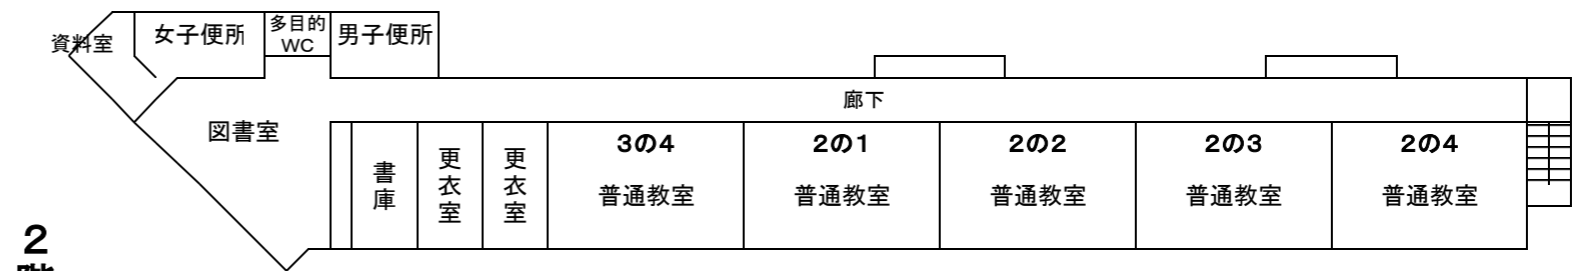 多目的
WC
女子便所
男子便所
資料室
廊下
図書室
書庫
更衣室
更衣室
3の4
普通教室
2の1
普通教室
2の2
普通教室
2の3
普通教室
2の4
普通教室
2階